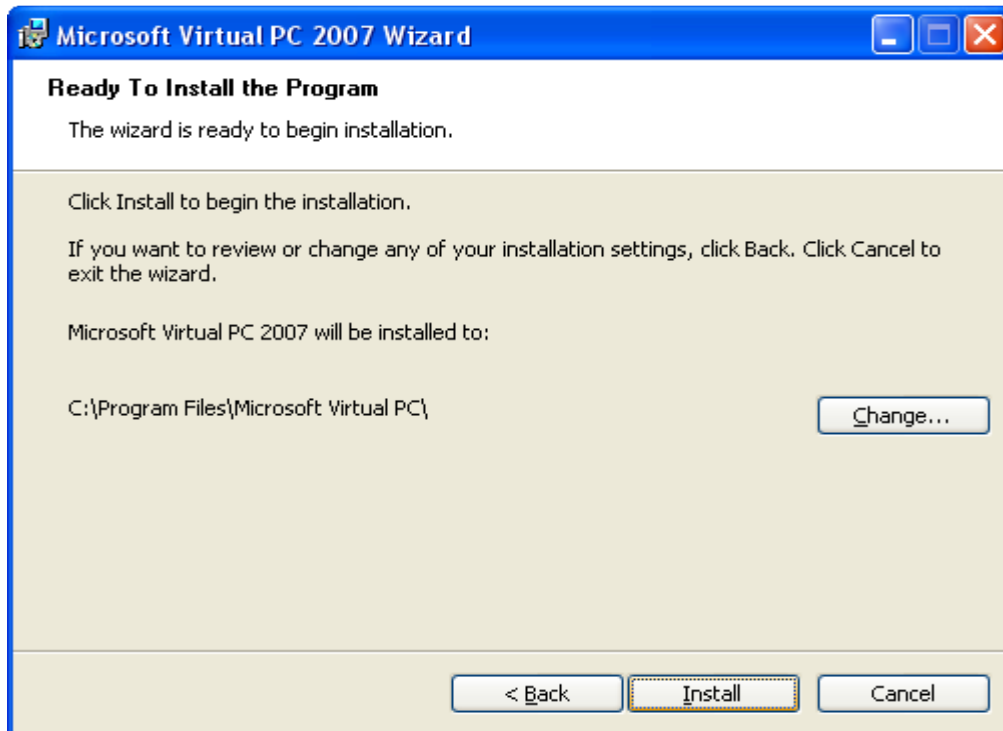 Microsoft Virtual PC 2007 Wizard
Ready To Install the Program
The wizard is ready to begin installation.
Click Install to begin the installation.
If you want to review or change any of your installation settings, click Back. Click Cancel to
exit the wizard.
Microsoft Virtual PC 2007 will be installed to:
C:\Program Files\Microsoft Virtual PC\
Change...
< Back
Install
Cancel